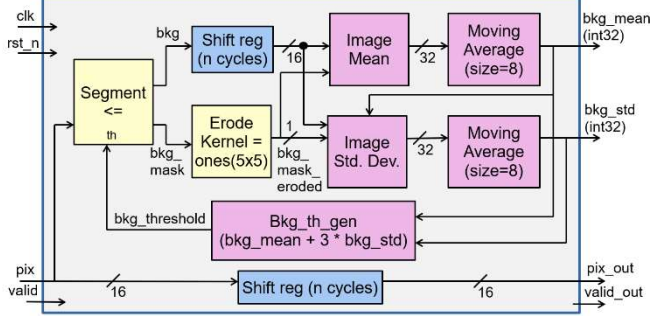 clk
rst_n
bkg
Shift reg
(n cycles)
16
Image
Mean
32
Moving
Average
(size=8)
bkg_mean
(int32)
Segment
<=
th
bkg_
mask
Erode
Kernel =
ones(5x5)
1
bkg_
mask_
eroded
Image
Std. Dev.
32
Moving
Average
(size=8)
bkg_std
(int32)
bkg_threshold
Bkg_th_gen
(bkg_mean + 3 * bkg_std)
pix
valid
16
Shift reg (n cycles)
16
pix_out
valid_out